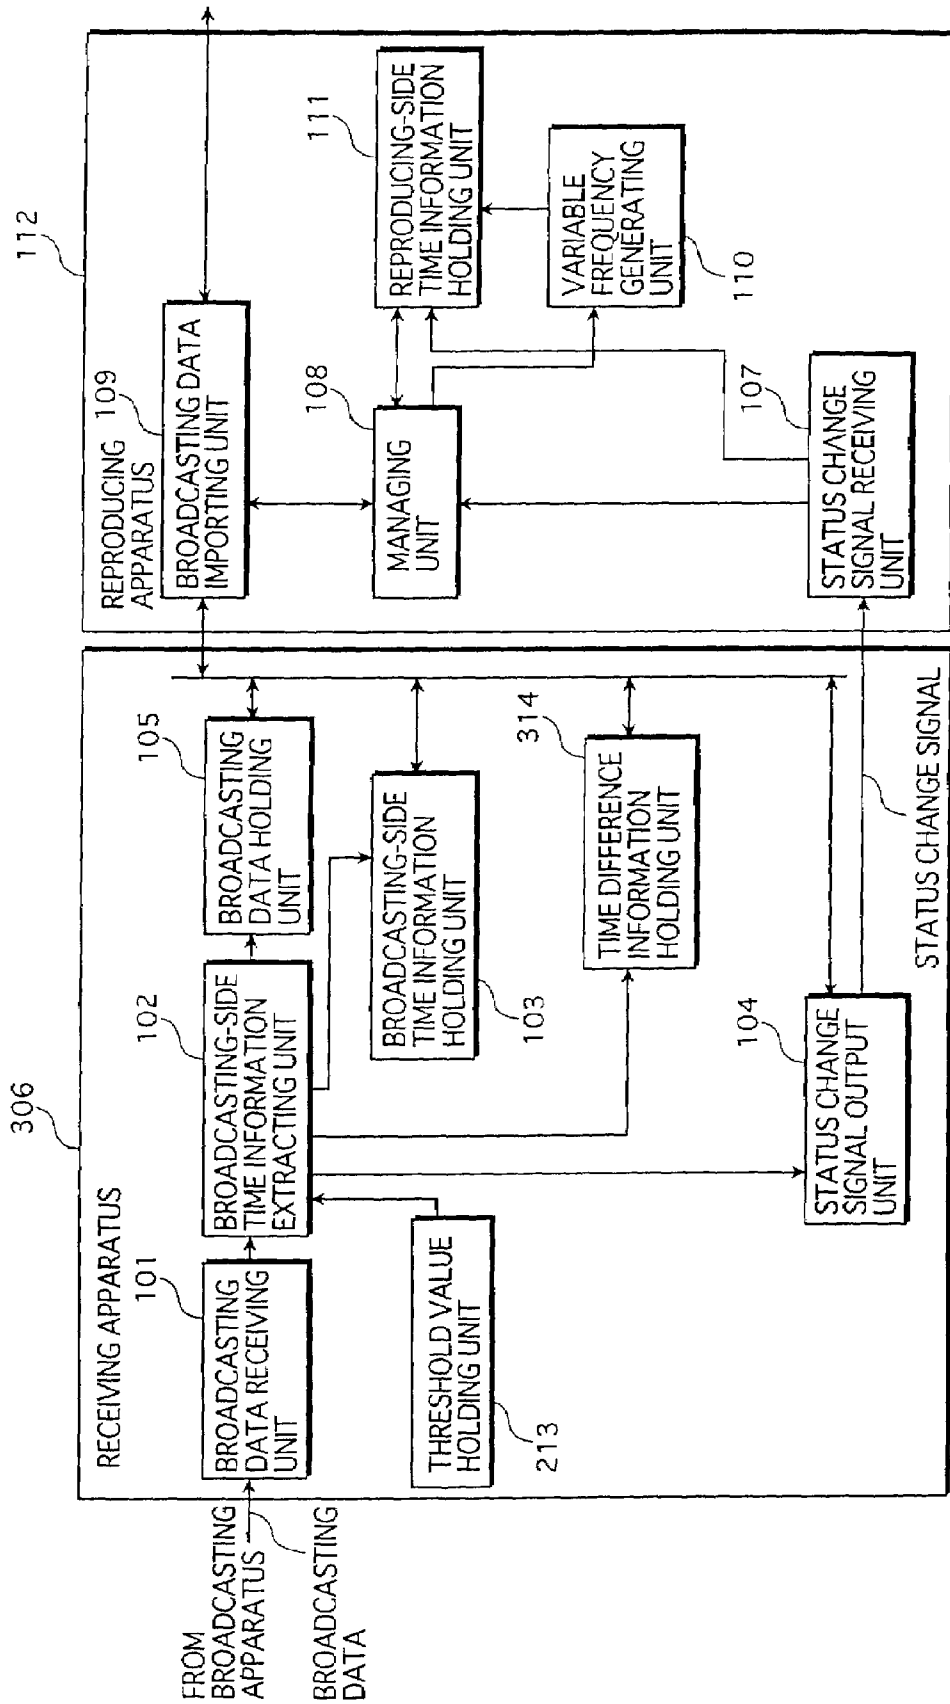 306
RECEIVING APPARATUS
FROM
BROADCASTING
APPARATUS
BROADCASTING
DATA
101
BROADCASTING
DATA RECEIVING
UNIT
102
BROADCASTING-SIDE
TIME INFORMATION
EXTRACTING UNIT
105
BROADCASTING
DATA HOLDING
UNIT
BROADCASTING-SIDE
TIME INFORMATION
HOLDING UNIT
103
THRESHOLD VALUE
HOLDING UNIT
213
314
TIME DIFFERENCE
INFORMATION
HOLDING UNIT
104
STATUS CHANGE
SIGNAL OUTPUT
UNIT
STATUS CHANGE SIGNAL
112
REPRODUCING
APPARATUS
109
BROADCASTING DATA
IMPORTING UNIT
108
MANAGING
UNIT
111
REPRODUCING-SIDE
TIME INFORMATION
HOLDING UNIT
VARIABLE
FREQUENCY
GENERATING
UNIT
110
107
STATUS CHANGE
SIGNAL RECEIVING
UNIT